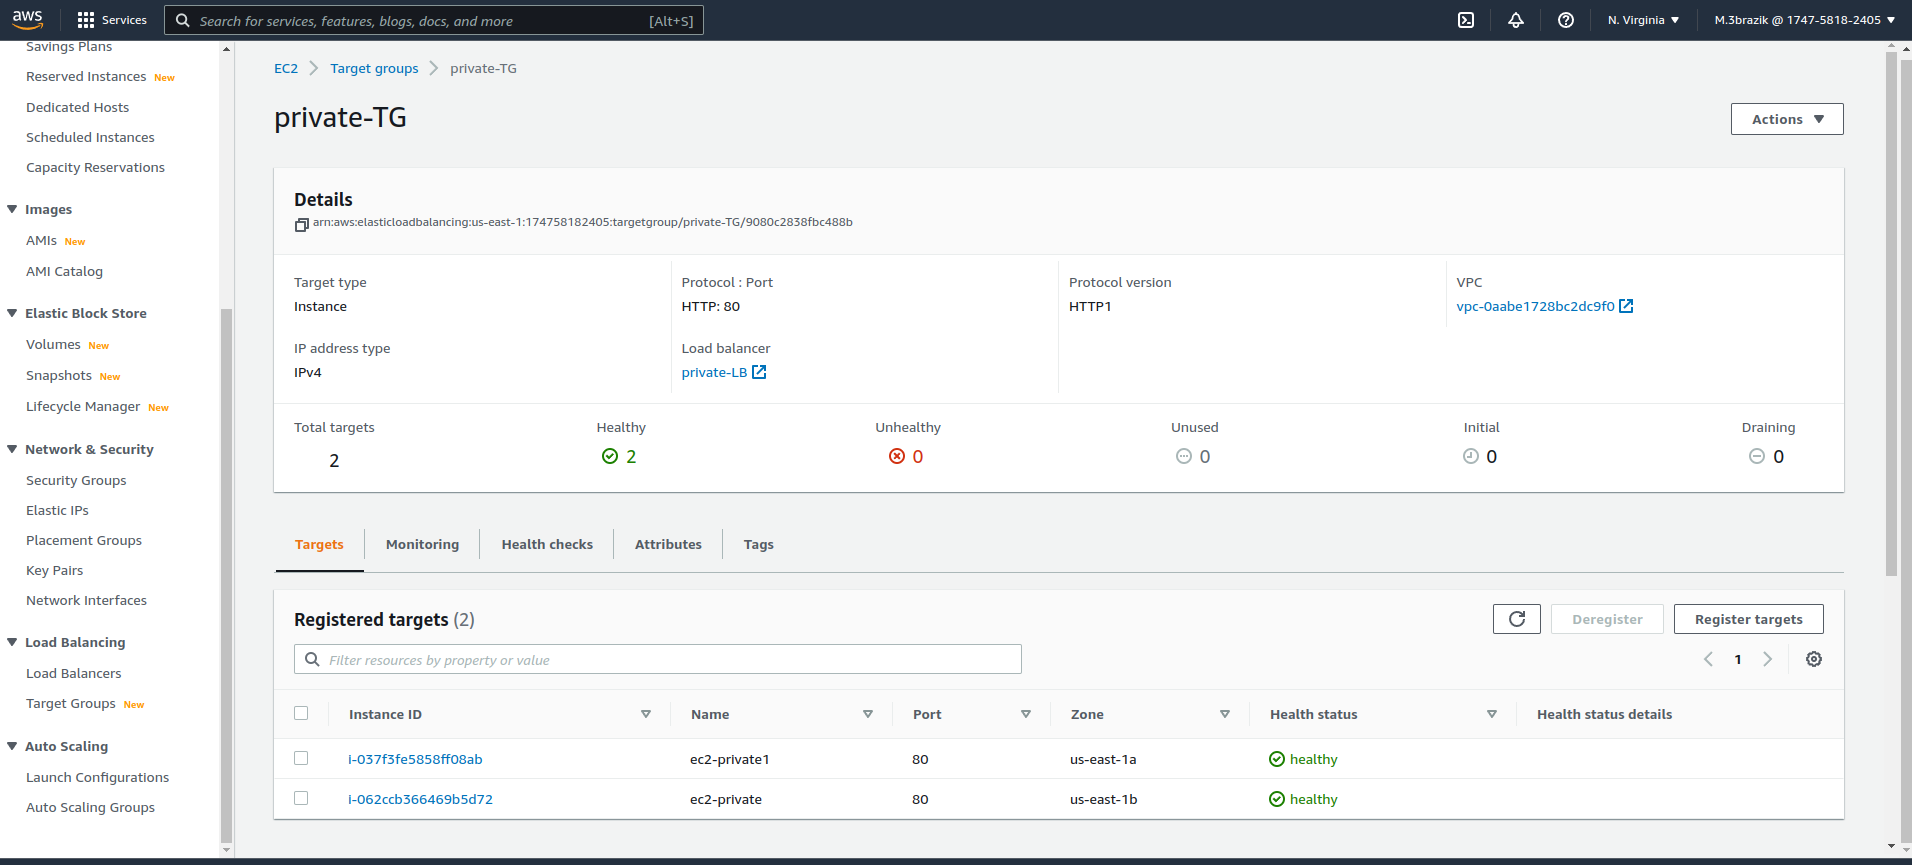 aws Services Search for services, features, blogs, docs, and more [Alt+S] N. Virginia M.3brazik @ 1747-5818-2405
Savings Plans
Reserved Instances New
Dedicated Hosts
Scheduled Instances
Capacity Reservations
Images
AMIs New
AMI Catalog
Elastic Block Store
Volumes New
Snapshots New
Lifecycle Manager New
Network & Security
Security Groups
Elastic IPs
Placement Groups
Key Pairs
Network Interfaces
Load Balancing
Load Balancers
Target Groups New
Auto Scaling
Launch Configurations
Auto Scaling Groups
EC2 Target groups private-TG
private-TG
Actions
Details
arn:aws:elasticloadbalancing:us-east-1:174758182405:targetgroup/private-TG/9080c2838fbc488b
Target type Protocol : Port Protocol version VPC
Instance HTTP: 80 HTTP1 vpc-0aabe1728bc2dc9f0
IP address type Load balancer
IPv4 private-LB
Total targets Healthy Unhealthy Unused Initial Draining
2 2 0 0 0 0
Targets Monitoring Health checks Attributes Tags
Registered targets (2) Deregister Register targets
Filter resources by property or value 1
Instance ID Name Port Zone Health status Health status details
i-037f3fe5858ff08ab ec2-private1 80 us-east-1a healthy
i-062ccb366469b5d72 ec2-private 80 us-east-1b healthy